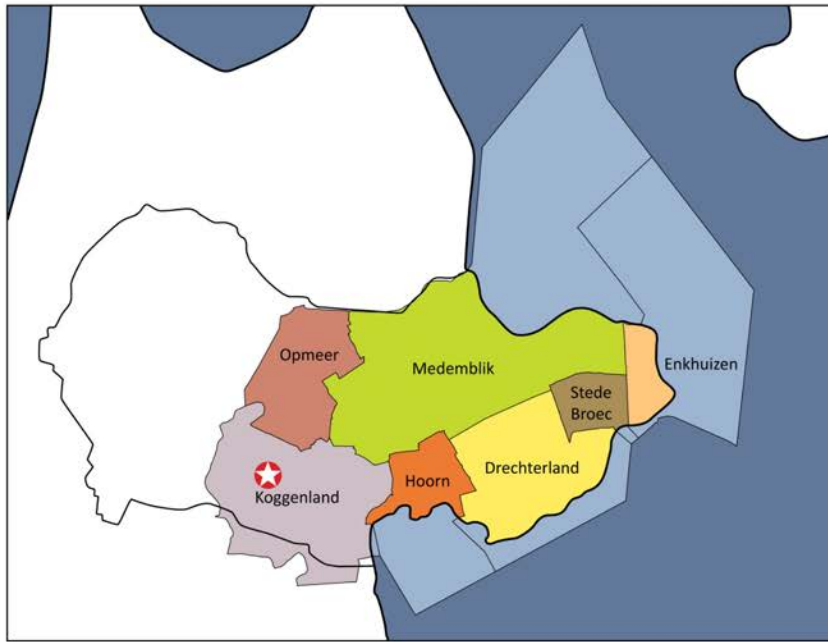 Opmeer
Medemblik
Enkhuizen
Stede
Broec
Drechterland
Hoorn
Koggenland